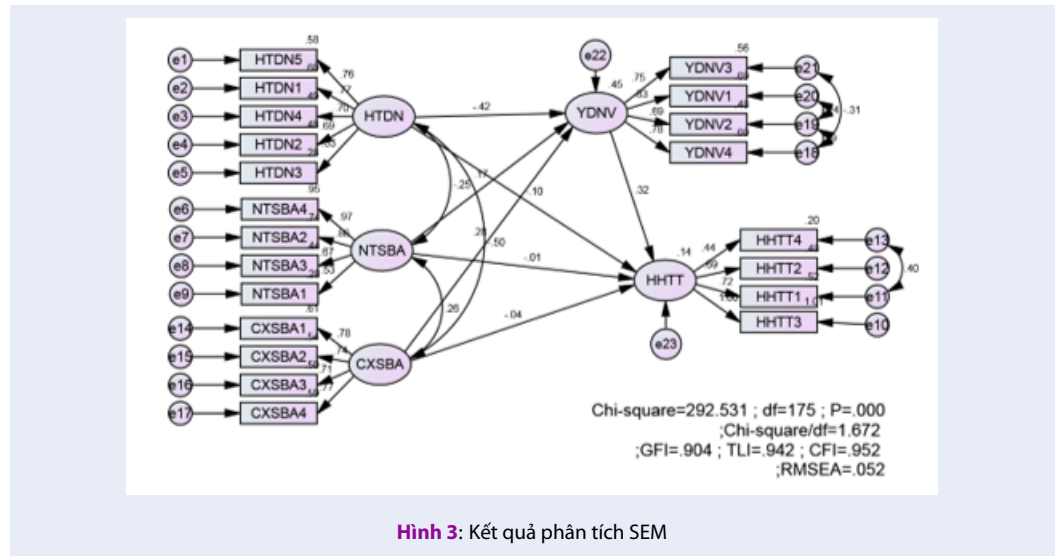 .58
e1 HTDN5
.76
e2 HTDN1
.77
e3 HTDN4
.70
e4 HTDN2
.69
e5 HTDN3
HTDN
-.42
e22
.45
YDNV
.56
.75 YDNV3 e21
YDNV1 e20
.69 YDNV2 e19
.78 YDNV4 e18
-.31
.95
e6 NTSBA4
.97
e7 NTSBA2
e8 NTSBA3
.67
e9 NTSBA1
.53
NTSBA
-.25
.17
-.10
.28
.50
.32
-.01
.26
-.04
.61
e14 CXSBA1
.78
e15 CXSBA2
.74
e16 CXSBA3
.71
e17 CXSBA4
.77
CXSBA
.14
HHTT
e23
.20
.44 HHTT4 e13
HHTT2 e12
.52
.72 HHTT1 e11
1.01
HHTT3 e10
.40
Chi-square=292.531 ; df=175 ; P=.000
;Chi-square/df=1.672
;GFI=.904 ; TLI=.942 ; CFI=.952
;RMSEA=.052
Hình 3: Kết quả phân tích SEM